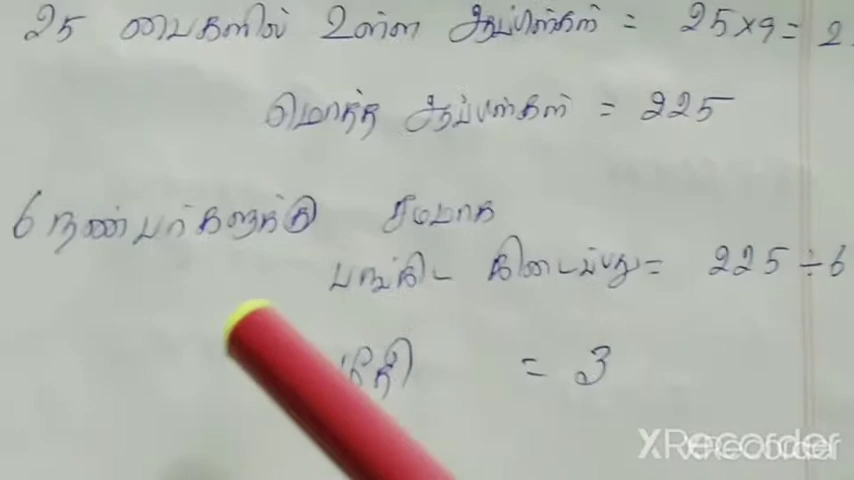 25 பைகளில் உள்ள ஆப்பிள்கள் = 25×9= 2
மொத்த ஆப்பிள்கள் = 225
6 நண்பர்களுக்கு சமமாக
பங்கிட கிடைப்பது= 225÷6
மீதி = 3
XRecorder